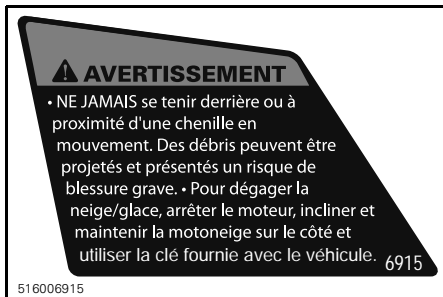 ⚠ AVERTISSEMENT
• NE JAMAIS se tenir derrière ou à
proximité d'une chenille en
mouvement. Des débris peuvent être
projetés et présentés un risque de
blessure grave. • Pour dégager la
neige/glace, arrêter le moteur, incliner et
maintenir la motoneige sur le côté et
utiliser la clé fournie avec le véhicule.
6915
516006915